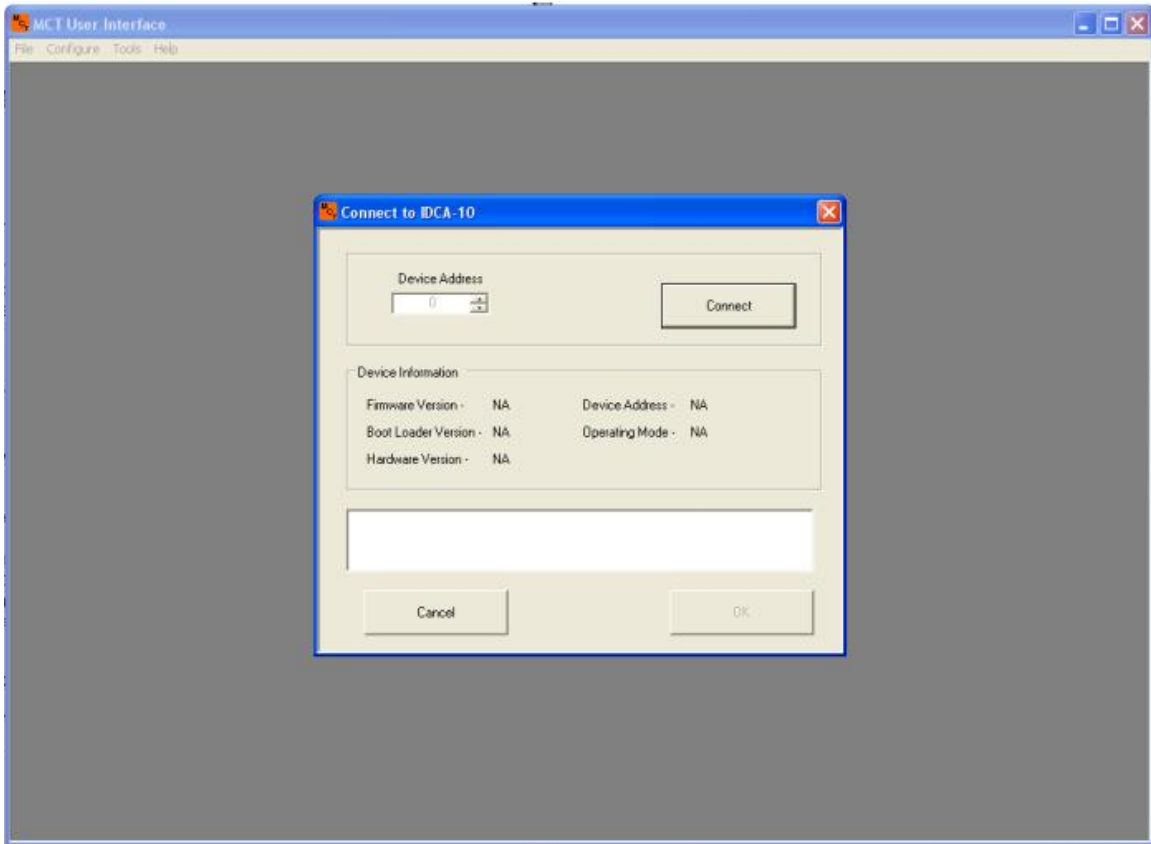 MCT User Interface
File Configure Tools Help
Connect to IDCA-10
Device Address
0
Connect
Device Information
Firmware Version - NA Device Address - NA
Boot Loader Version - NA Operating Mode - NA
Hardware Version - NA
Cancel OK